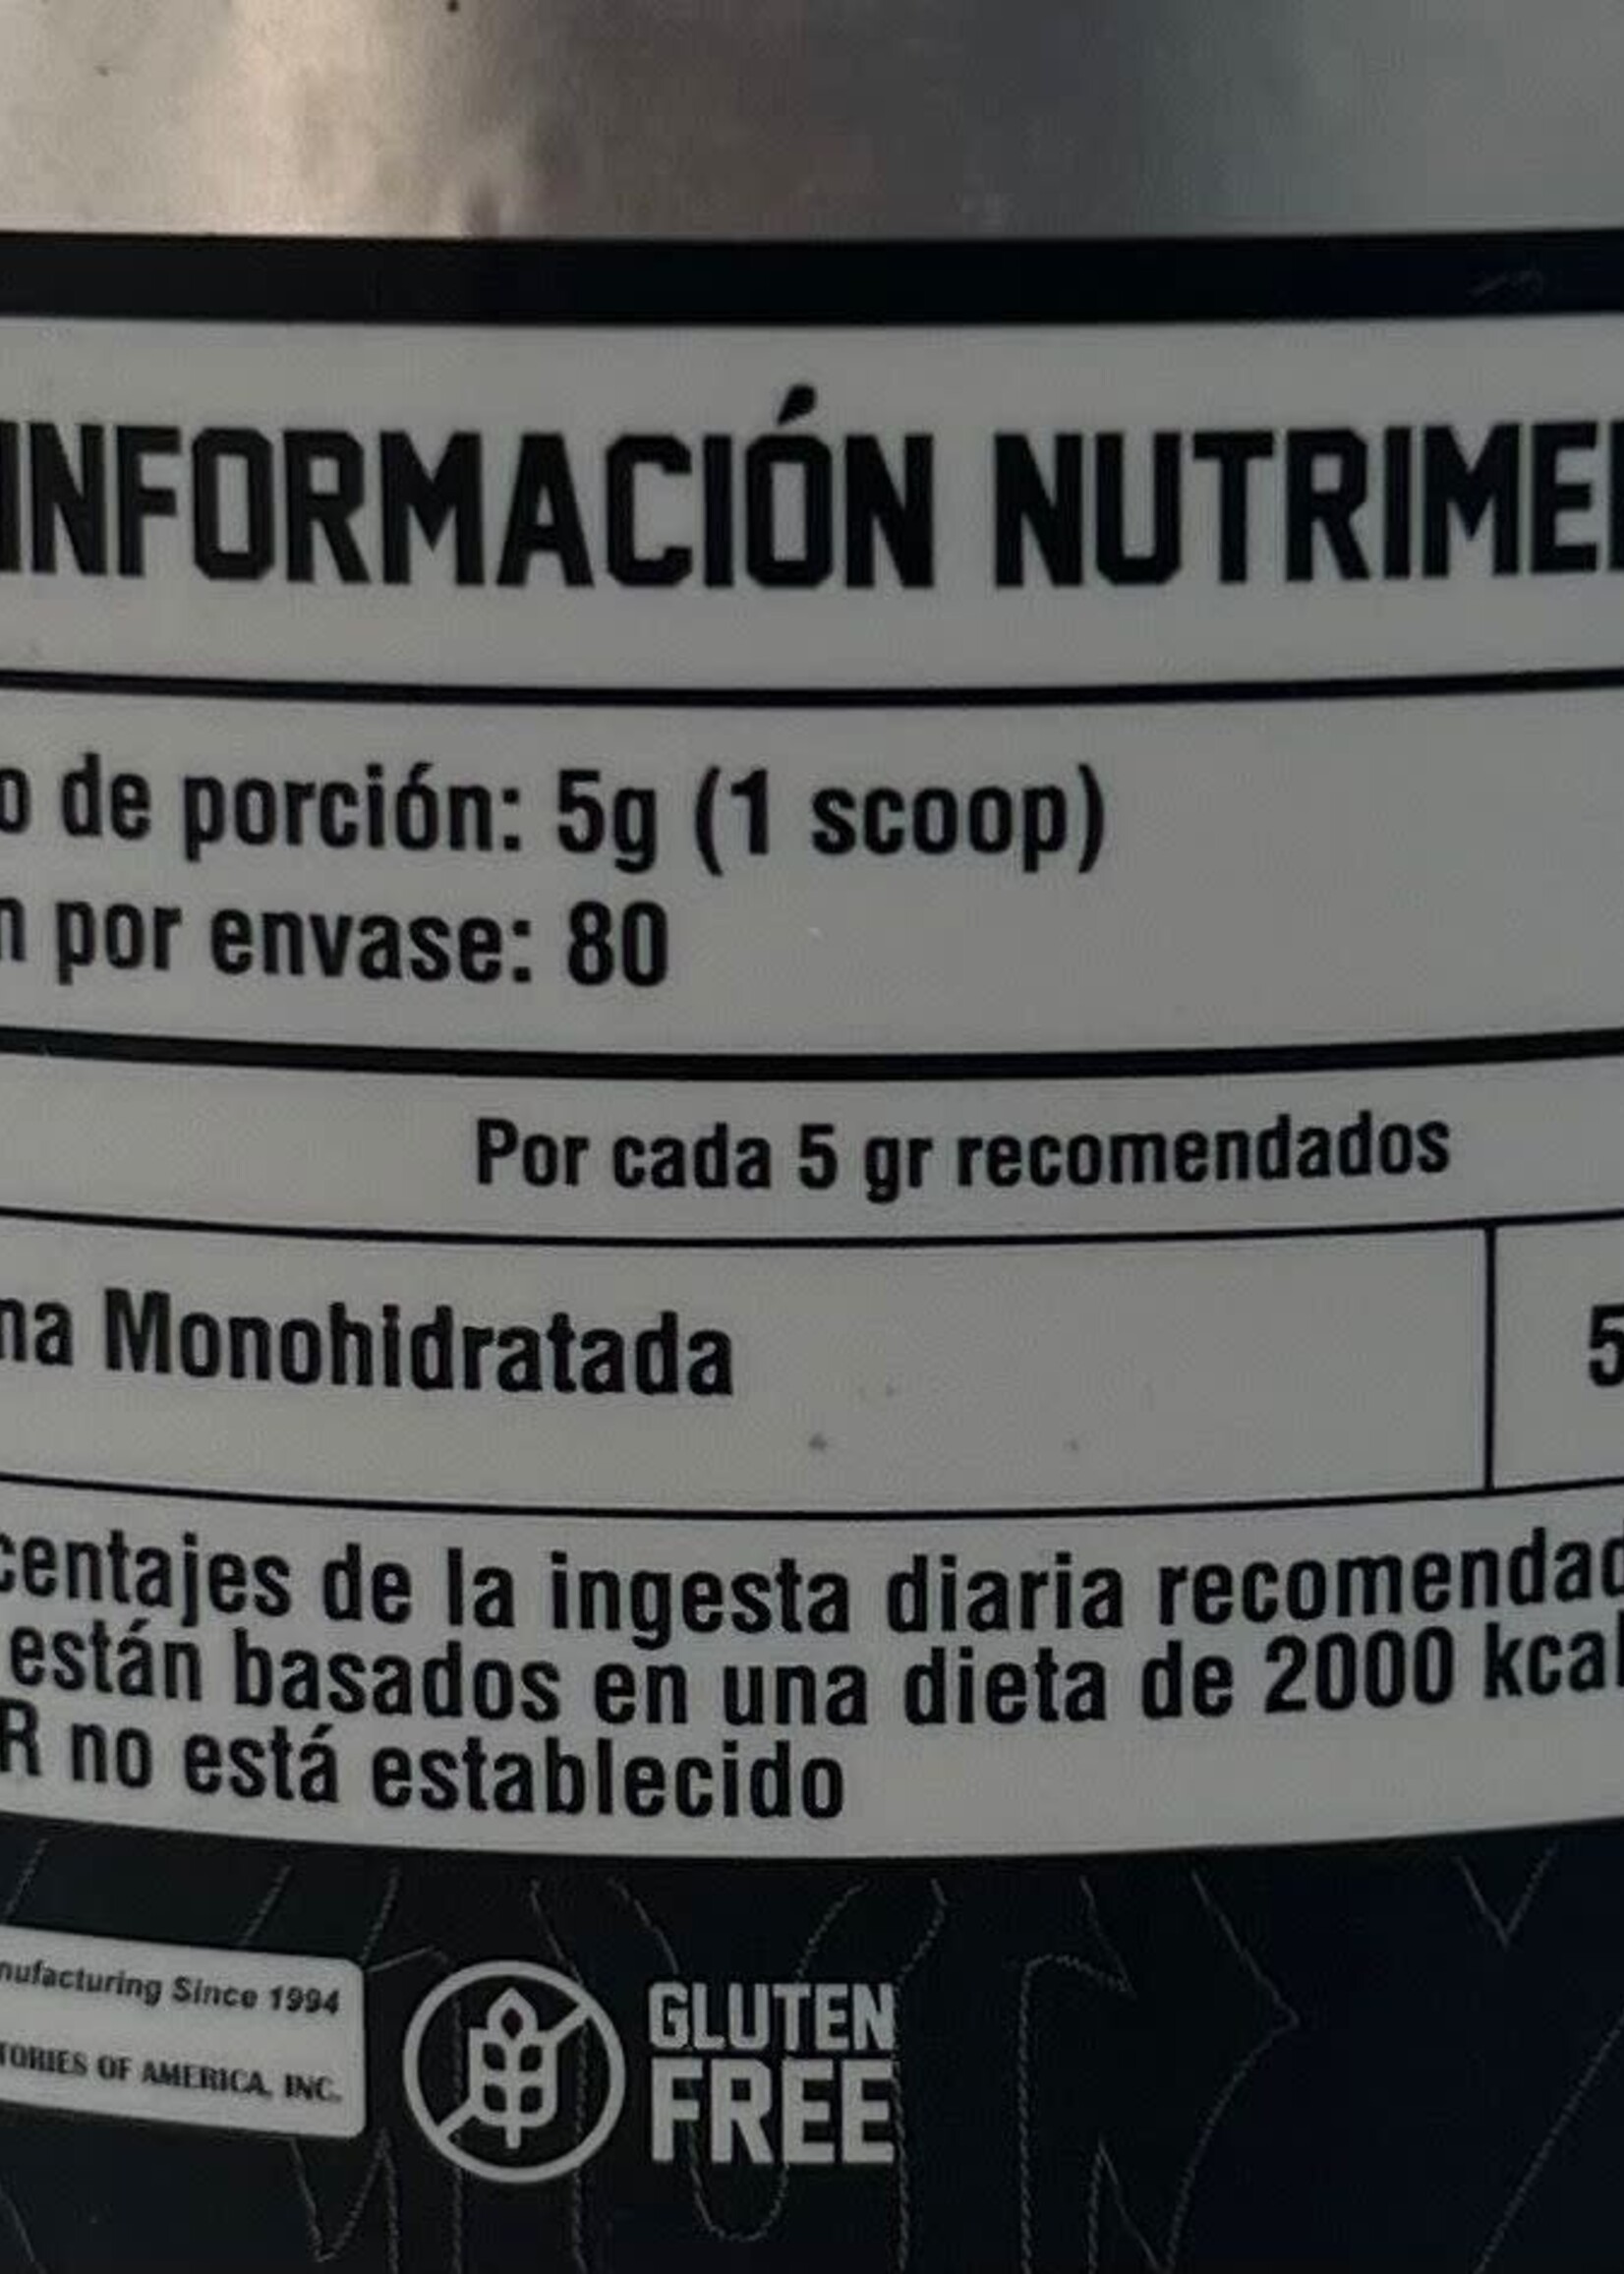 INFORMACIÓN NUTRIME
o de porción: 5g (1 scoop)
n por envase: 80
Por cada 5 gr recomendados
na Monohidratada 5
centajes de la ingesta diaria recomendad
están basados en una dieta de 2000 kcal
R no está establecido
nufacturing Since 1994
TORIES OF AMERICA, INC.
GLUTEN
FREE